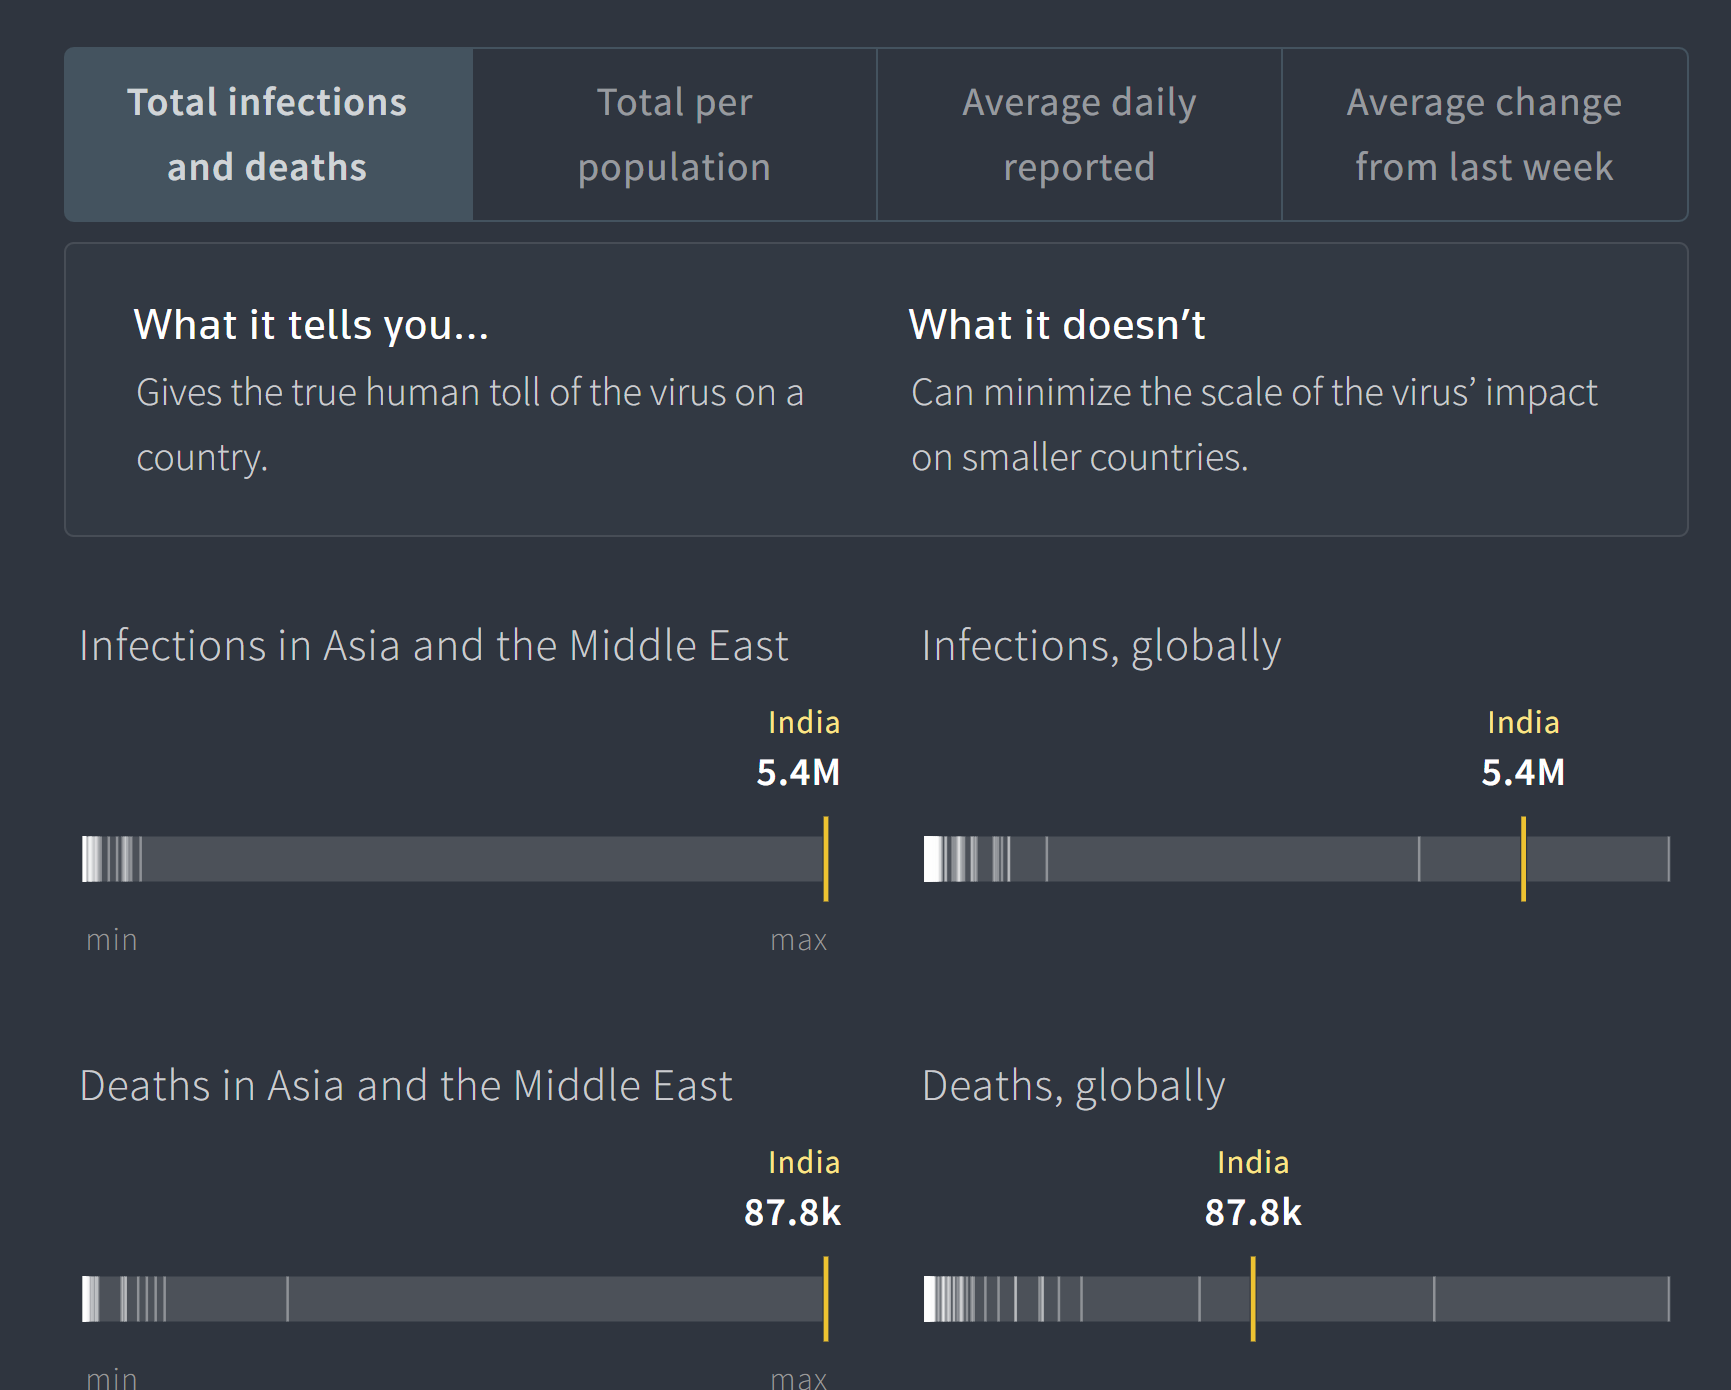 Total infections
and deaths
Total per
population
Average daily
reported
Average change
from last week
What it tells you...
Gives the true human toll of the virus on a
country.
What it doesn’t
Can minimize the scale of the virus’ impact
on smaller countries.
Infections in Asia and the Middle East
India
5.4M
min
max
Infections, globally
India
5.4M
Deaths in Asia and the Middle East
India
87.8k
min
max
Deaths, globally
India
87.8k